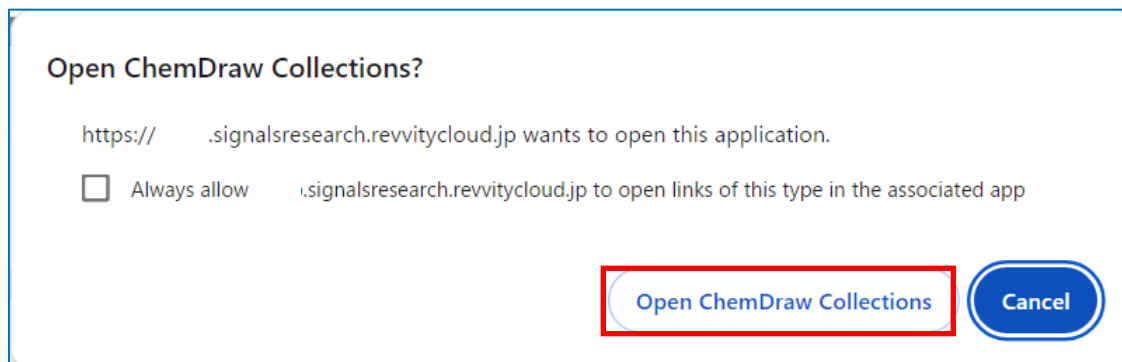 Open ChemDraw Collections?
https:// .signalsresearch.revvitycloud.jp wants to open this application.
Always allow .signalsresearch.revvitycloud.jp to open links of this type in the associated app
Open ChemDraw Collections
Cancel